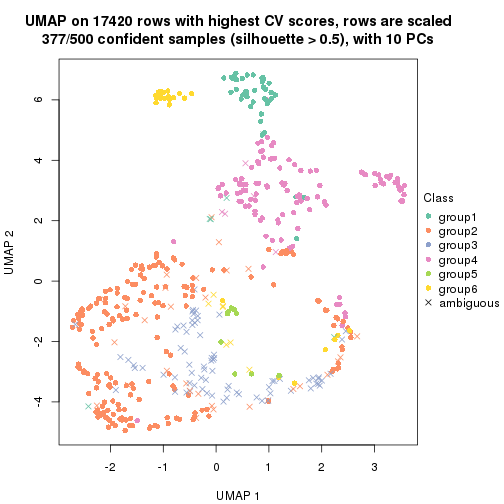 UMAP on 17420 rows with highest CV scores, rows are scaled
377/500 confident samples (silhouette > 0.5), with 10 PCs
6
4
2
0
-2
-4
UMAP 2
-2
-1
0
1
2
3
UMAP 1
Class
group1
group2
group3
group4
group5
group6
ambiguous